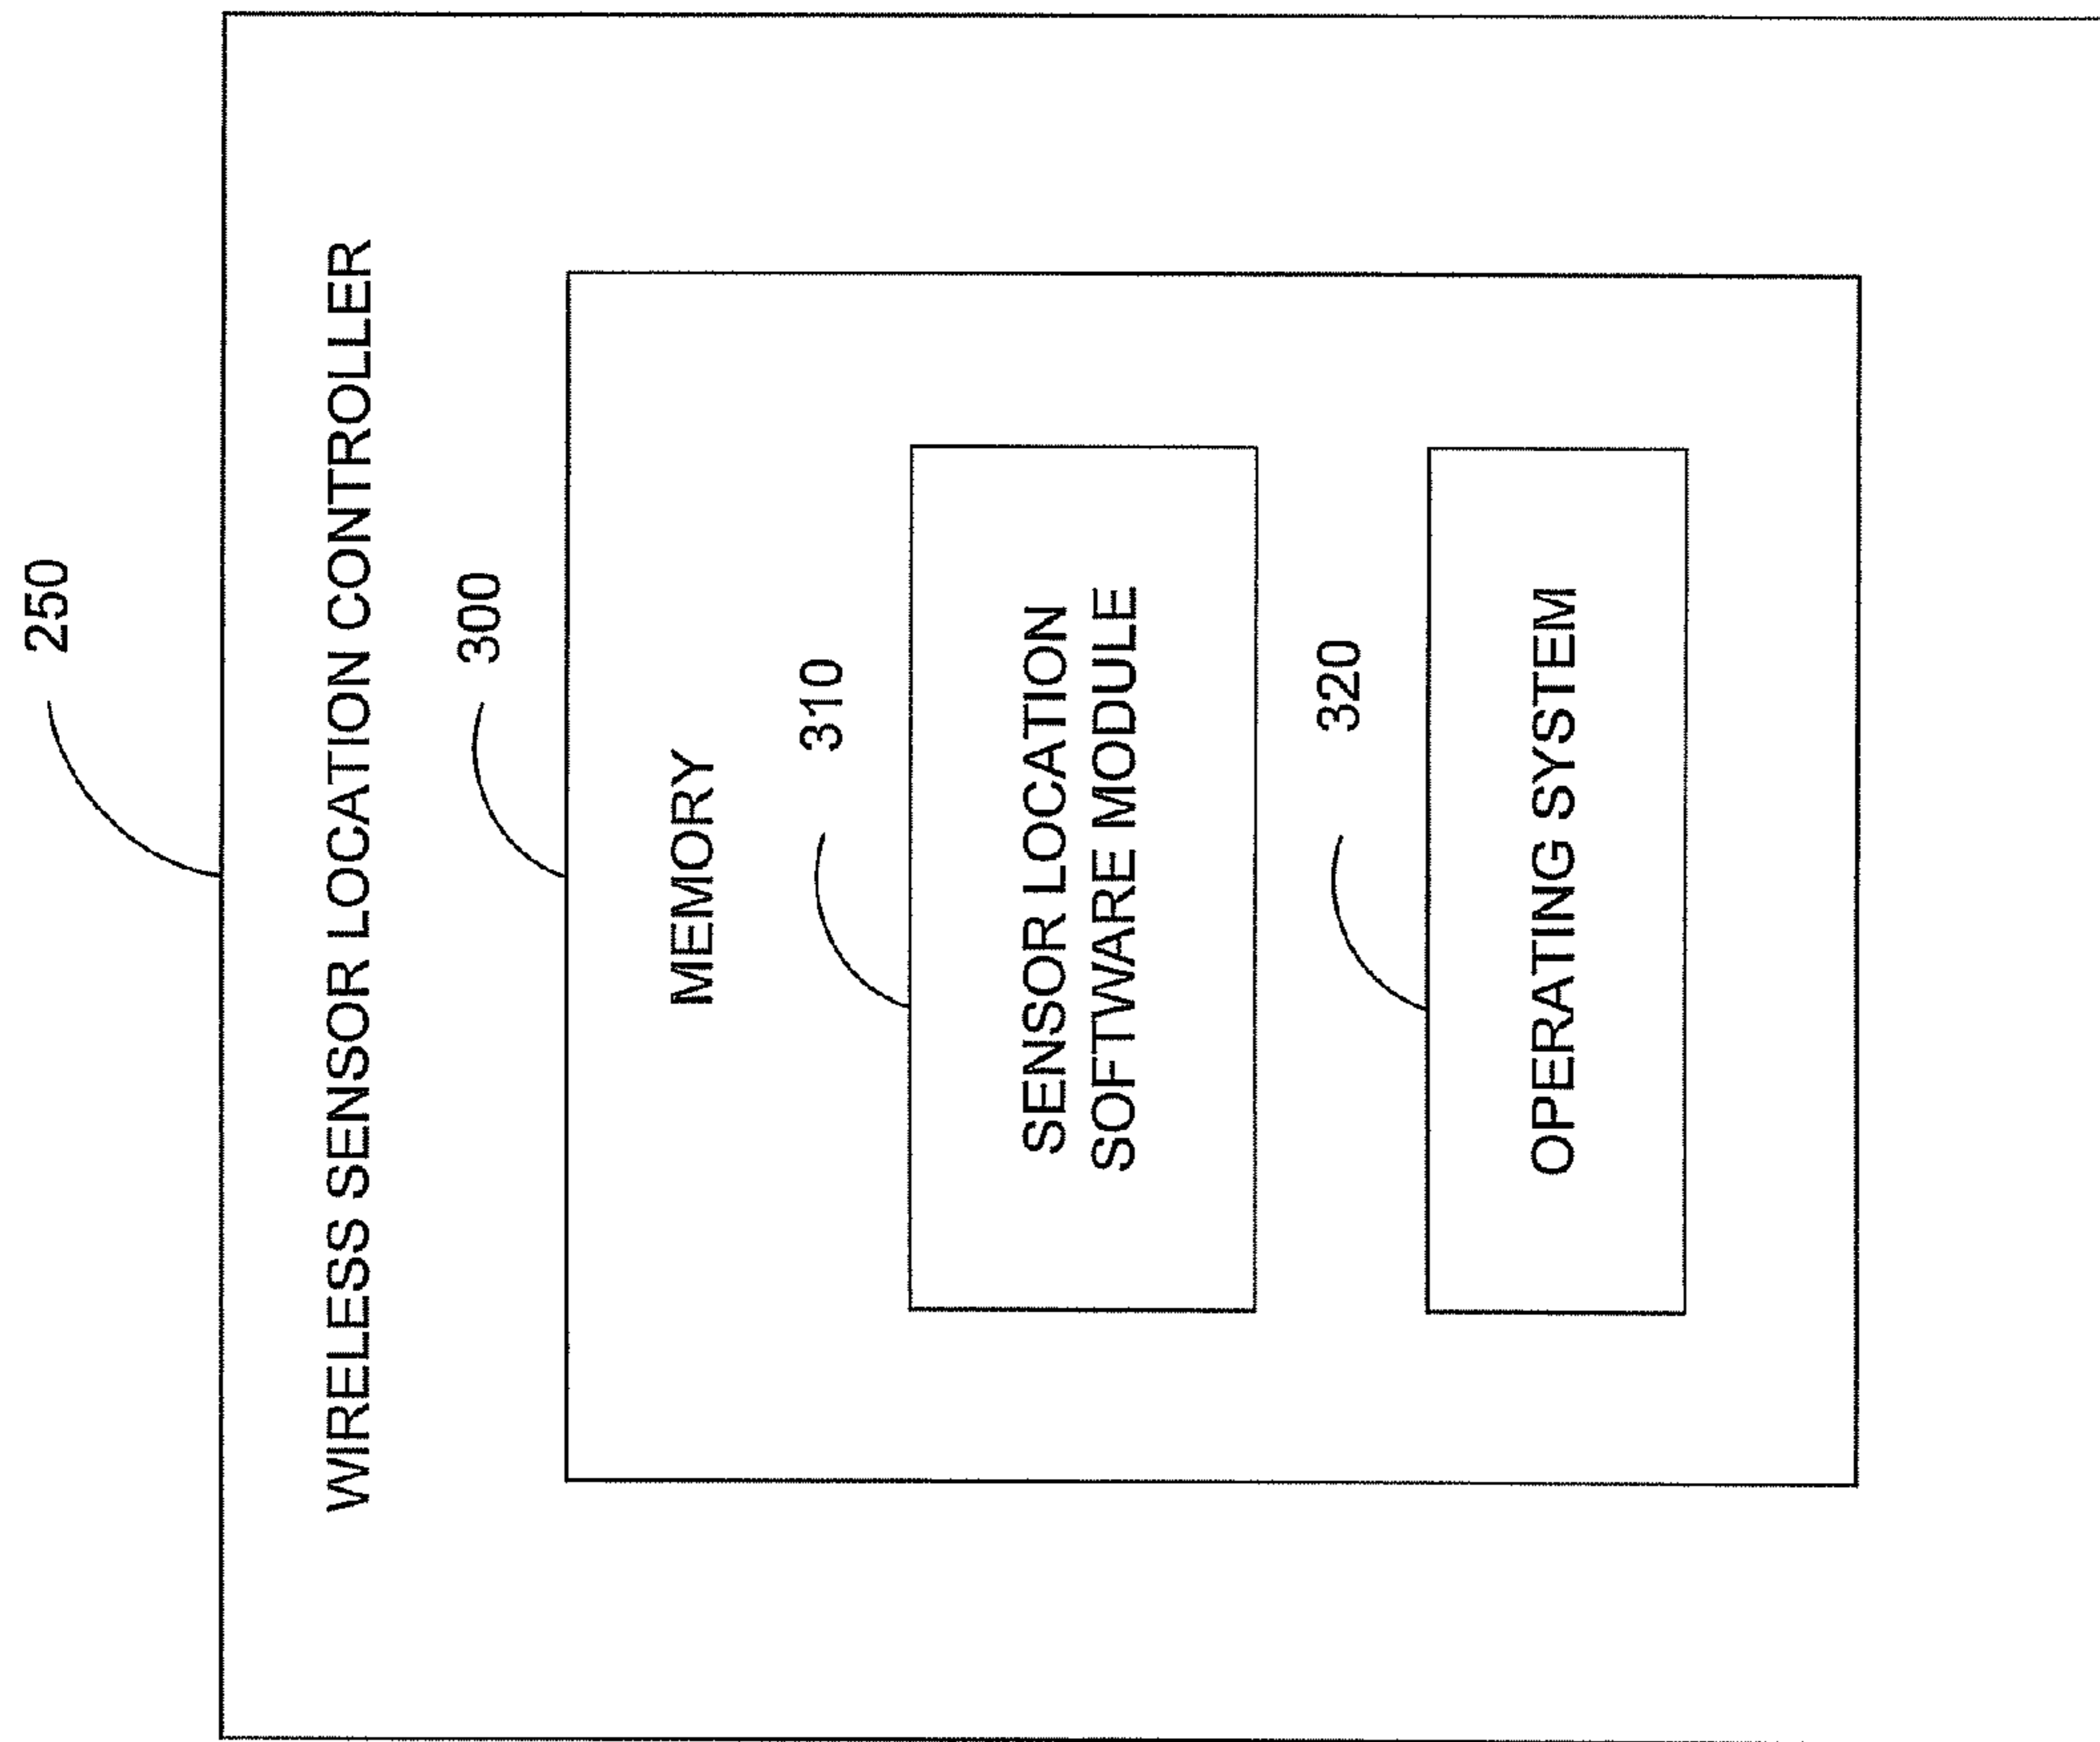 250
WIRELESS SENSOR LOCATION CONTROLLER
300
MEMORY
310
SENSOR LOCATION
SOFTWARE MODULE
320
OPERATING SYSTEM